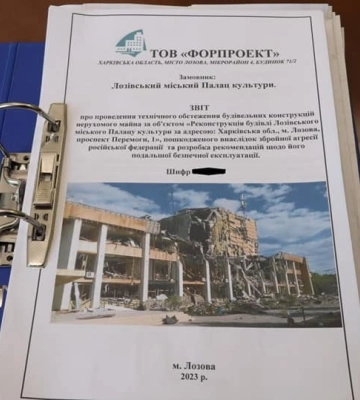 ТОВ «ФОРПРОЕКТ»
ХАРКІВСЬКА ОБЛАСТЬ, МІСТО ЛОЗОВА, МІКРОРАЙОН 4, БУДИНОК 71/2
Замовник:
Лозівський міський Палац культури.
ЗВІТ
про проведення технічного обстеження будівельних конструкцій
нерухомого майна за об'єктом «Реконструкція будівлі Лозівського
міського Палацу культури за адресою: Харківська обл., м. Лозова,
проспект Перемоги, 1», пошкодженого внаслідок збройної агресії
російської федерації та розробка рекомендацій щодо його
подальшої безпечної експлуатації.
Шифр
м. Лозова
2023 р.